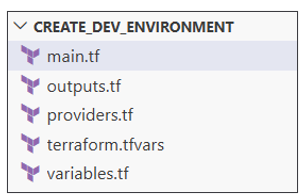 CREATE_DEV_ENVIRONMENT
main.tf
outputs.tf
providers.tf
terraform.tfvars
variables.tf